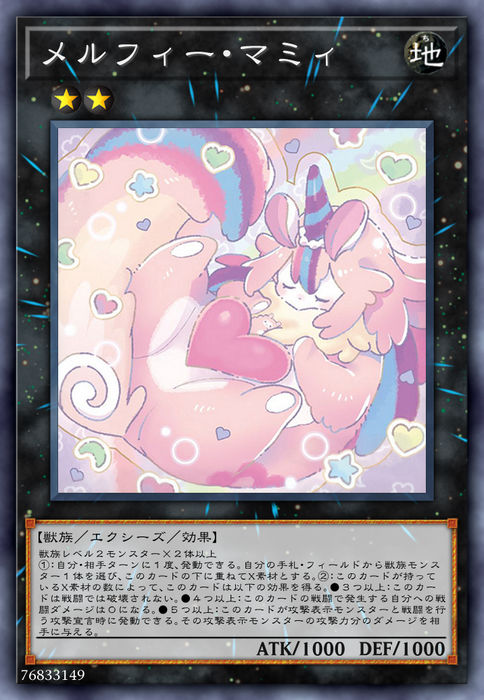 メルフィー・マミィ
ち
地
【獣族／エクシーズ／効果】
獣族レベル２モンスター×２体以上
①：自分・相手ターンに１度、発動できる。自分の手札・フィールドから獣族モンス
ター１体を選び、このカードの下に重ねてX素材とする。②：このカードが持って
いるX素材の数によって、このカードは以下の効果を得る。●３つ以上：このカー
ドは戦闘では破壊されない。●４つ以上：このカードの戦闘で発生する自分への戦
闘ダメージは０になる。●５つ以上：このカードが攻撃表示モンスターと戦闘を行
う攻撃宣言時に発動できる。その攻撃表示モンスターの攻撃力分のダメージを相
手に与える。
ATK/1000 DEF/1000
76833149